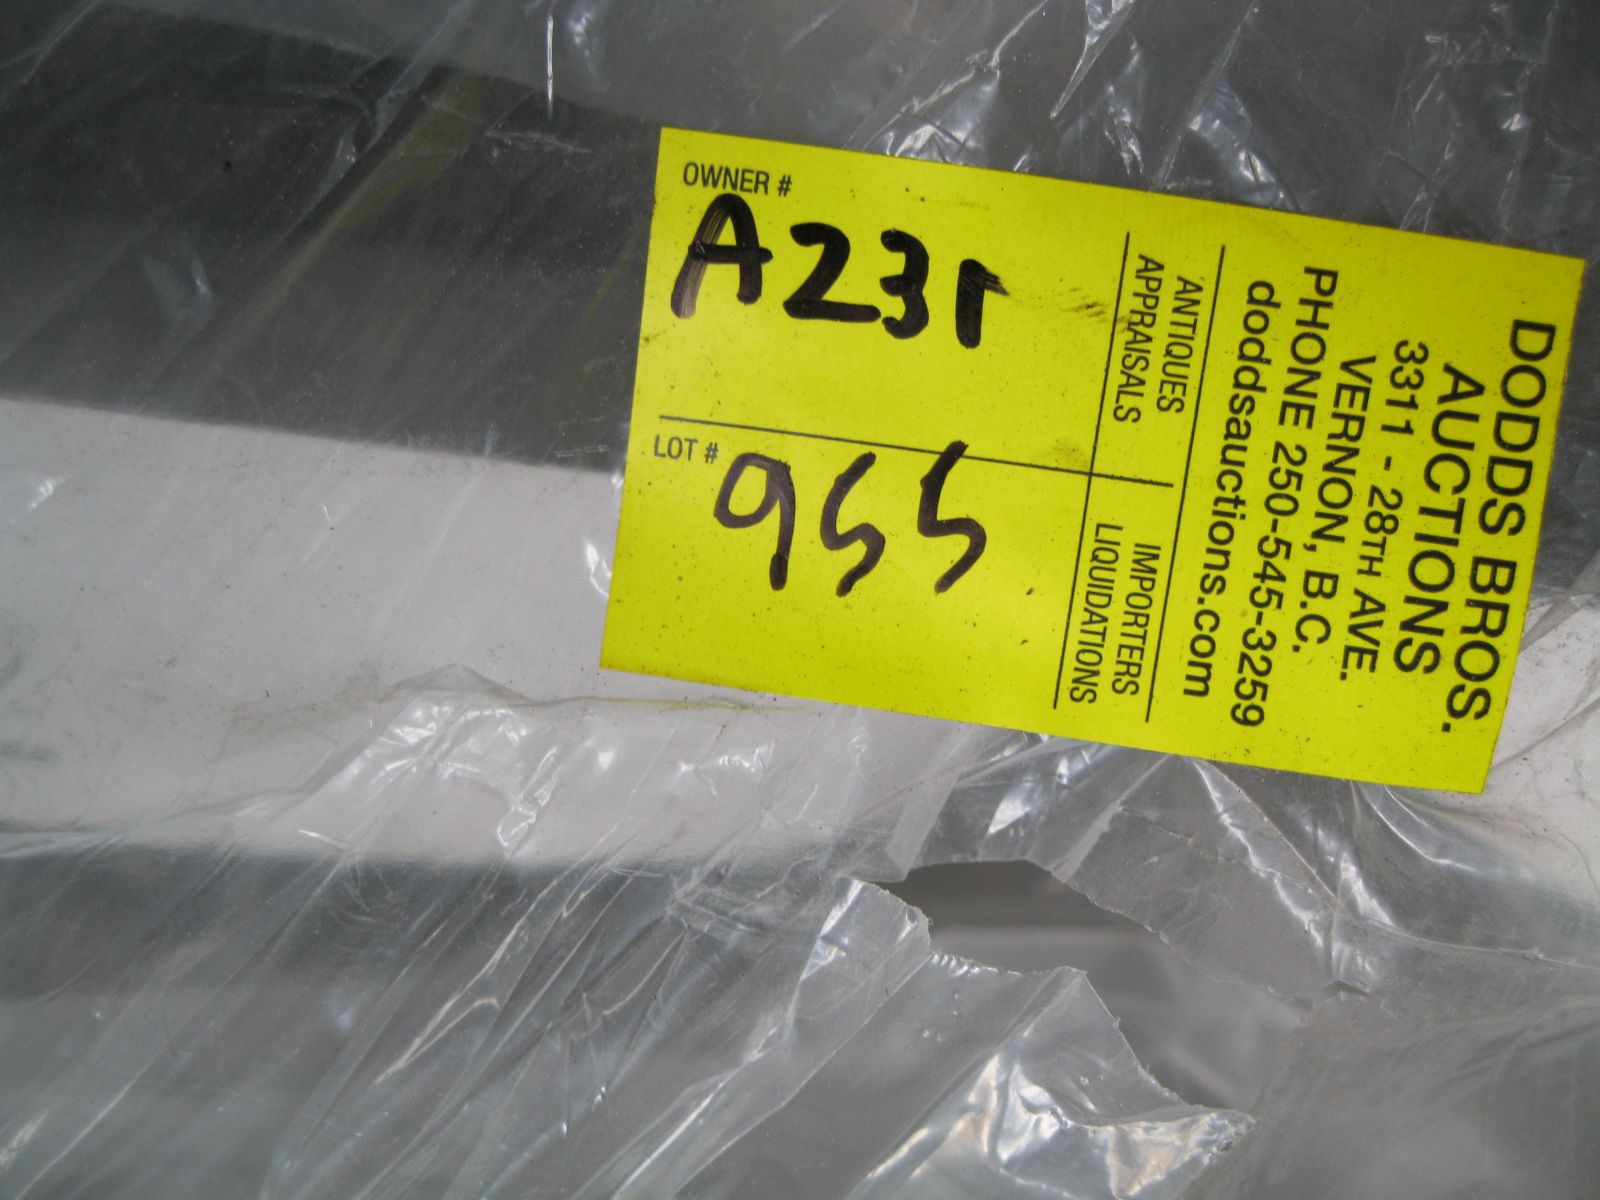 OWNER #
A231
LOT #
955
ANTIQUES
APPRAISALS
IMPORTERS
LIQUIDATIONS
DODDS BROS.
AUCTIONS
3311 - 28TH AVE.
VERNON, B.C.
PHONE 250-545-3259
doddsauctions.com